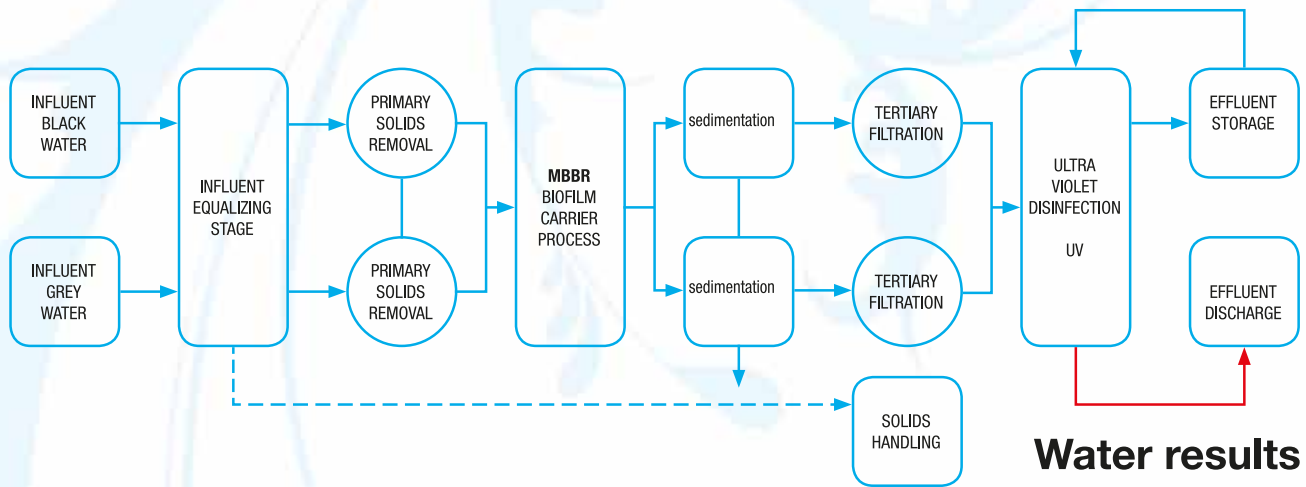 INFLUENT
BLACK
WATER
INFLUENT
GREY
WATER
INFLUENT
EQUALIZING
STAGE
PRIMARY
SOLIDS
REMOVAL
PRIMARY
SOLIDS
REMOVAL
MBBR
BIOFILM
CARRIER
PROCESS
sedimentation
sedimentation
TERTIARY
FILTRATION
TERTIARY
FILTRATION
ULTRA
VIOLET
DISINFECTION
UV
EFFLUENT
STORAGE
EFFLUENT
DISCHARGE
SOLIDS
HANDLING
Water results